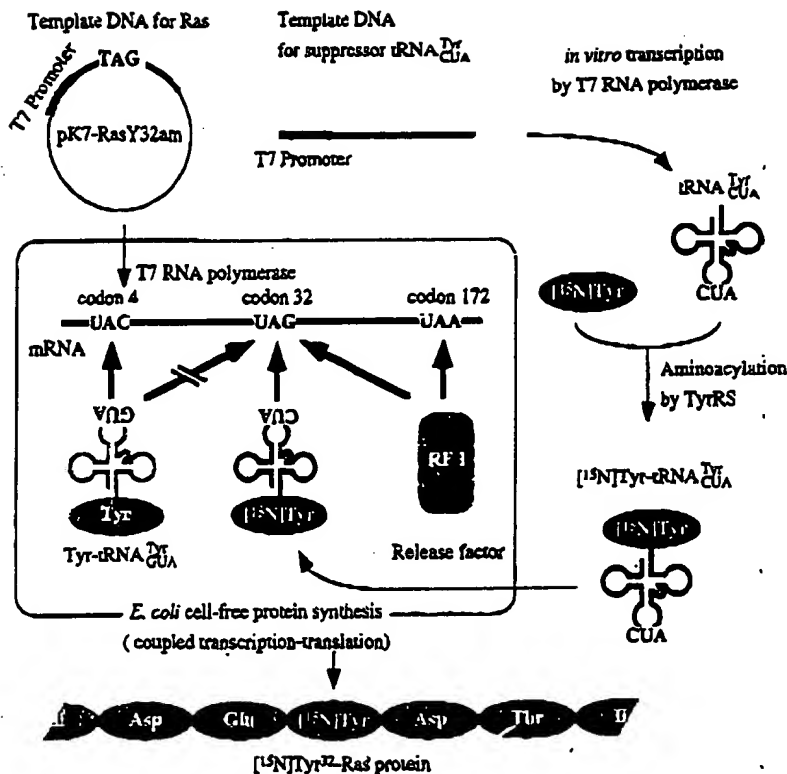 Template DNA for Ras
TAG
T7 Promoter
pK7-RasY32am
Template DNA
for suppressor tRNA Tyr CUA
T7 Promoter
in vitro transcription
by T7 RNA polymerase
tRNA Tyr CUA
CUA
[15N]Tyr
Aminoacylation
by TyrRS
[15N]Tyr-tRNA Tyr CUA
[15N]Tyr
CUA
T7 RNA polymerase
codon 4 codon 32 codon 172
UAC UAG UAA
mRNA
GUA CUA
RF-1
Tyr [15N]Tyr
Tyr-tRNA Tyr GUA
Release factor
E. coli cell-free protein synthesis
( coupled transcription-translation)
Asp Glu [15N]Tyr Asp Thr
[15N]Tyr32-Ras protein